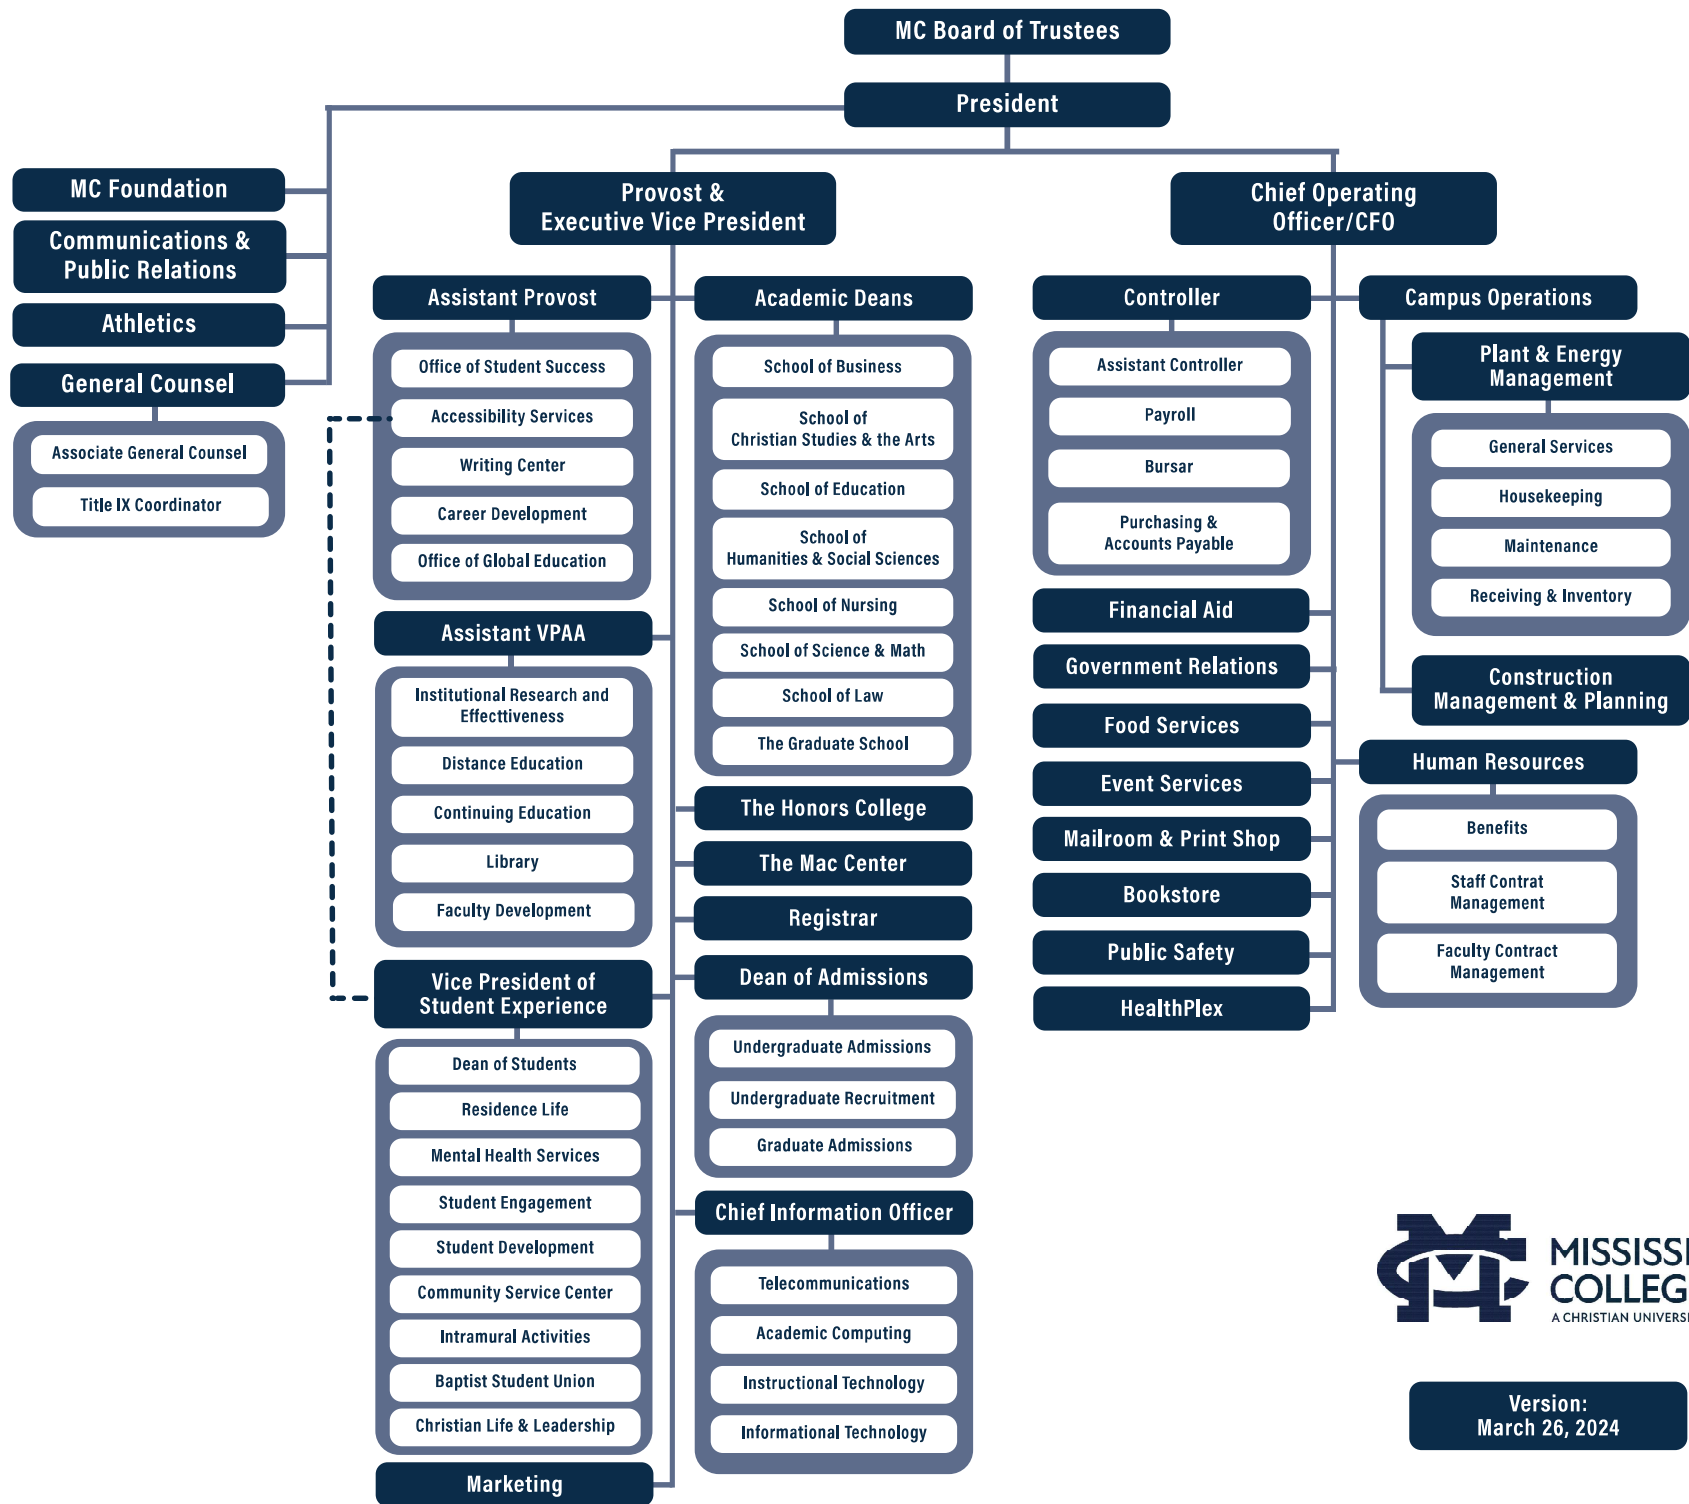 MC Board of Trustees
President
MC Foundation
Communications &
Public Relations
Athletics
General Counsel
Associate General Counsel
Title IX Coordinator
Provost &
Executive Vice President
Assistant Provost
Office of Student Success
Accessibility Services
Writing Center
Career Development
Office of Global Education
Assistant VPAA
Institutional Research and
Effecttiveness
Distance Education
Continuing Education
Library
Faculty Development
Vice President of
Student Experience
Dean of Students
Residence Life
Mental Health Services
Student Engagement
Student Development
Community Service Center
Intramural Activities
Baptist Student Union
Christian Life & Leadership
Marketing
Academic Deans
School of Business
School of
Christian Studies & the Arts
School of Education
School of
Humanities & Social Sciences
School of Nursing
School of Science & Math
School of Law
The Graduate School
The Honors College
The Mac Center
Registrar
Dean of Admissions
Undergraduate Admissions
Undergraduate Recruitment
Graduate Admissions
Chief Information Officer
Telecommunications
Academic Computing
Instructional Technology
Informational Technology
Chief Operating
Officer/CFO
Controller
Assistant Controller
Payroll
Bursar
Purchasing &
Accounts Payable
Financial Aid
Government Relations
Food Services
Event Services
Mailroom & Print Shop
Bookstore
Public Safety
HealthPlex
Campus Operations
Plant & Energy
Management
General Services
Housekeeping
Maintenance
Receiving & Inventory
Construction
Management & Planning
Human Resources
Benefits
Staff Contrat
Management
Faculty Contract
Management
MC
MISSISSI
COLLEG
A CHRISTIAN UNIVERS
Version:
March 26, 2024